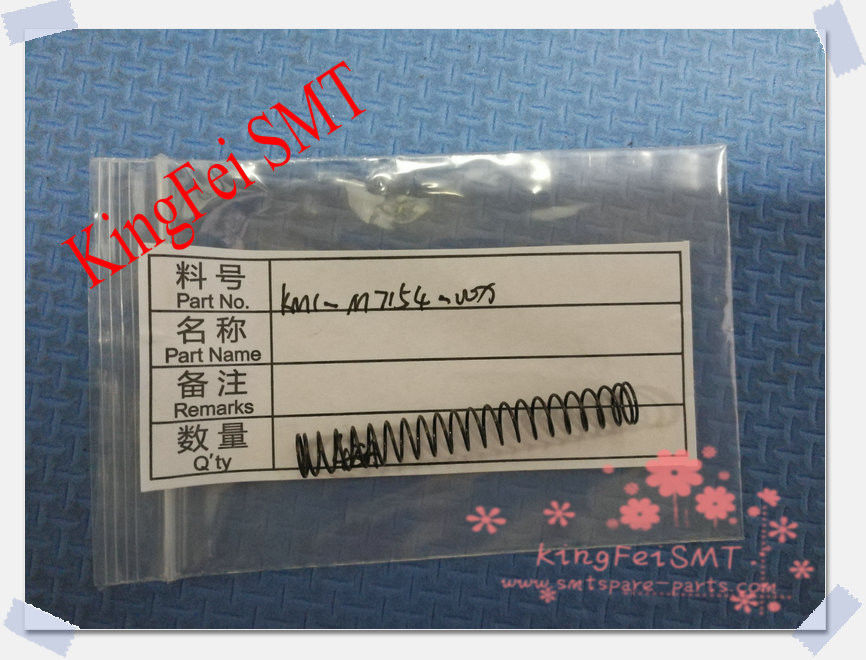 KingFei SMT
料号
Part No.
KM1-M7154-00X
名称
Part Name
备注
Remarks
数量
Q'ty
KingFeiSMT
www.smtspare-parts.com